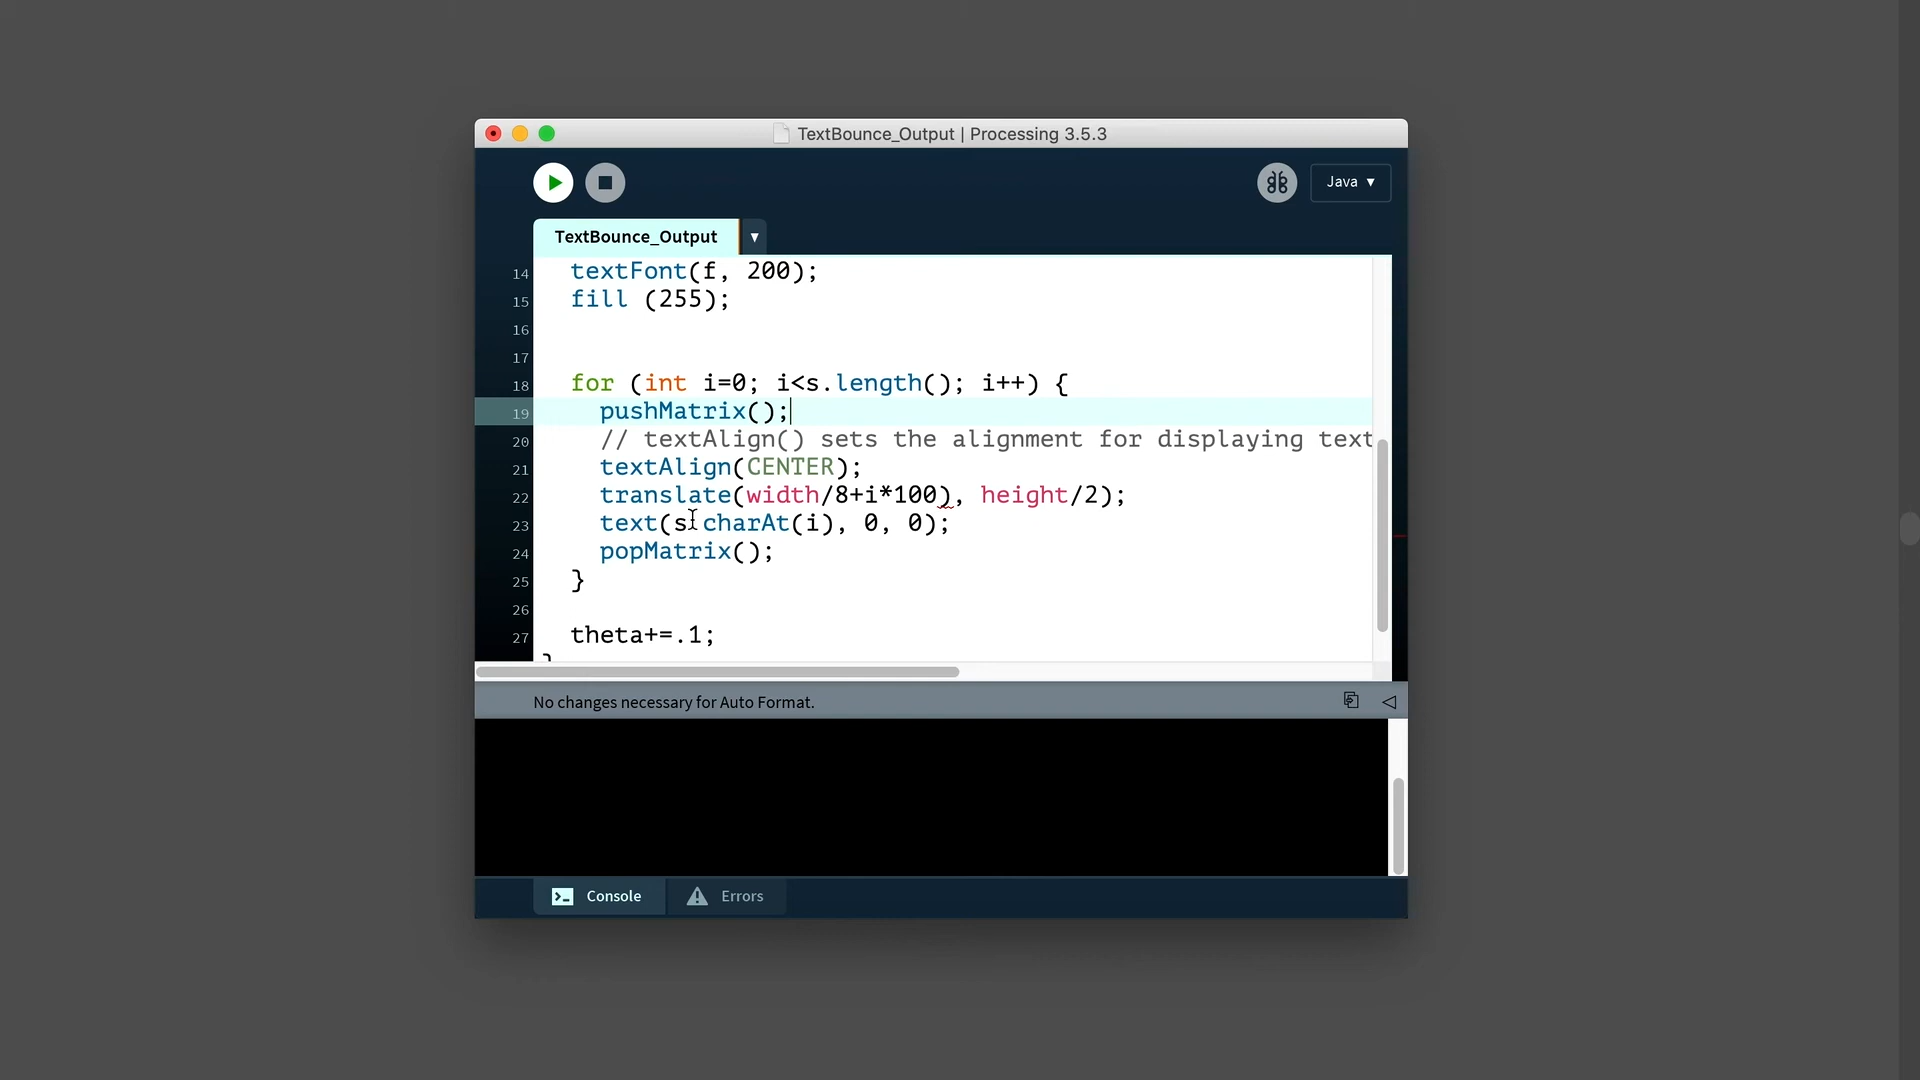 TextBounce_Output | Processing 3.5.3
Java ▼
TextBounce_Output ▼
14 textFont(f, 200);
15 fill (255);
16
17
18 for (int i=0; i<s.length(); i++) {
19 pushMatrix();
20 // textAlign() sets the alignment for displaying text
21 textAlign(CENTER);
22 translate(width/8+i*100), height/2);
23 text(s.charAt(i), 0, 0);
24 popMatrix();
25 }
26
27 theta+=.1;
No changes necessary for Auto Format.
Console Errors